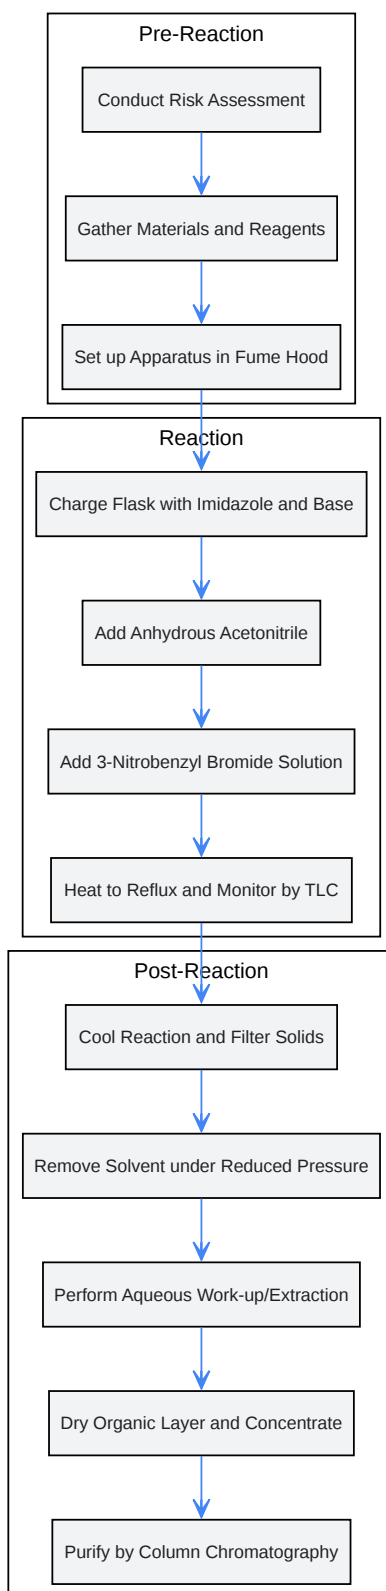 Pre-Reaction
Conduct Risk Assessment
Gather Materials and Reagents
Set up Apparatus in Fume Hood
Reaction
Charge Flask with Imidazole and Base
Add Anhydrous Acetonitrile
Add 3-Nitrobenzyl Bromide Solution
Heat to Reflux and Monitor by TLC
Post-Reaction
Cool Reaction and Filter Solids
Remove Solvent under Reduced Pressure
Perform Aqueous Work-up/Extraction
Dry Organic Layer and Concentrate
Purify by Column Chromatography